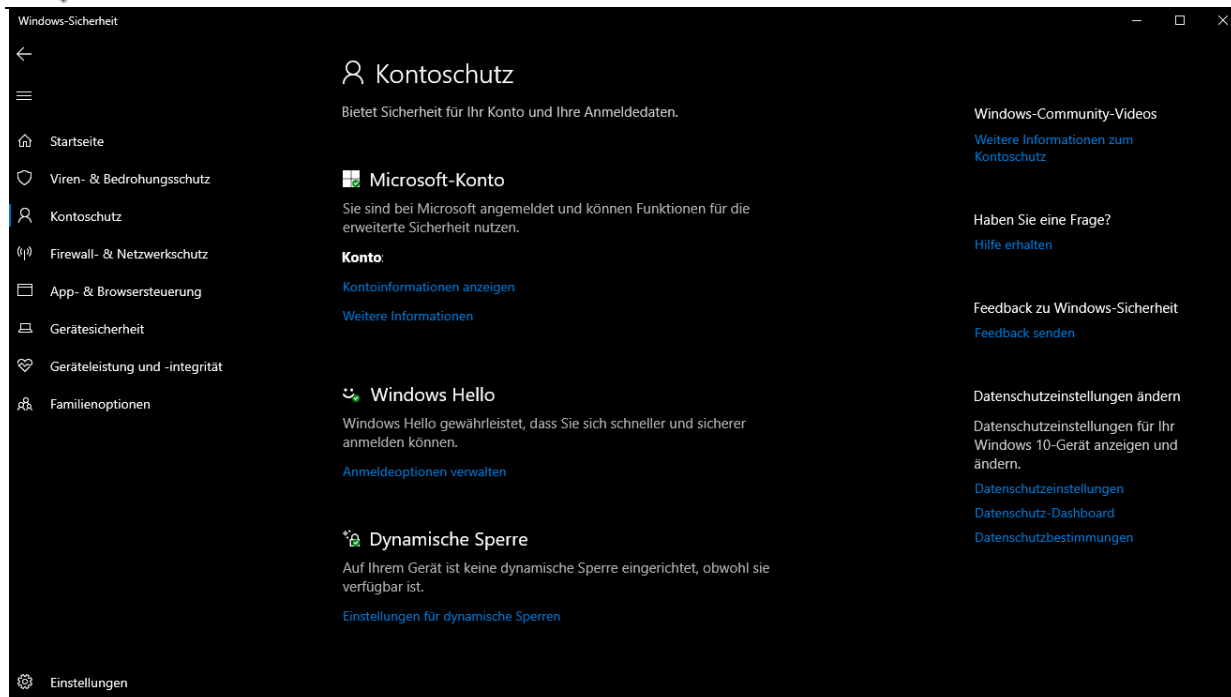 Windows-Sicherheit
Startseite
Viren- & Bedrohungsschutz
Kontoschutz
Firewall- & Netzwerkschutz
App- & Browsersteuerung
Gerätesicherheit
Geräteleistung und -integrität
Familienoptionen
Einstellungen
Kontoschutz
Bietet Sicherheit für Ihr Konto und Ihre Anmeldedaten.
Microsoft-Konto
Sie sind bei Microsoft angemeldet und können Funktionen für die
erweiterte Sicherheit nutzen.
Konto:
Kontoinformationen anzeigen
Weitere Informationen
Windows Hello
Windows Hello gewährleistet, dass Sie sich schneller und sicherer
anmelden können.
Anmeldeoptionen verwalten
Dynamische Sperre
Auf Ihrem Gerät ist keine dynamische Sperre eingerichtet, obwohl sie
verfügbar ist.
Einstellungen für dynamische Sperren
Windows-Community-Videos
Weitere Informationen zum
Kontoschutz
Haben Sie eine Frage?
Hilfe erhalten
Feedback zu Windows-Sicherheit
Feedback senden
Datenschutzeinstellungen ändern
Datenschutzeinstellungen für Ihr
Windows 10-Gerät anzeigen und
ändern.
Datenschutzeinstellungen
Datenschutz-Dashboard
Datenschutzbestimmungen